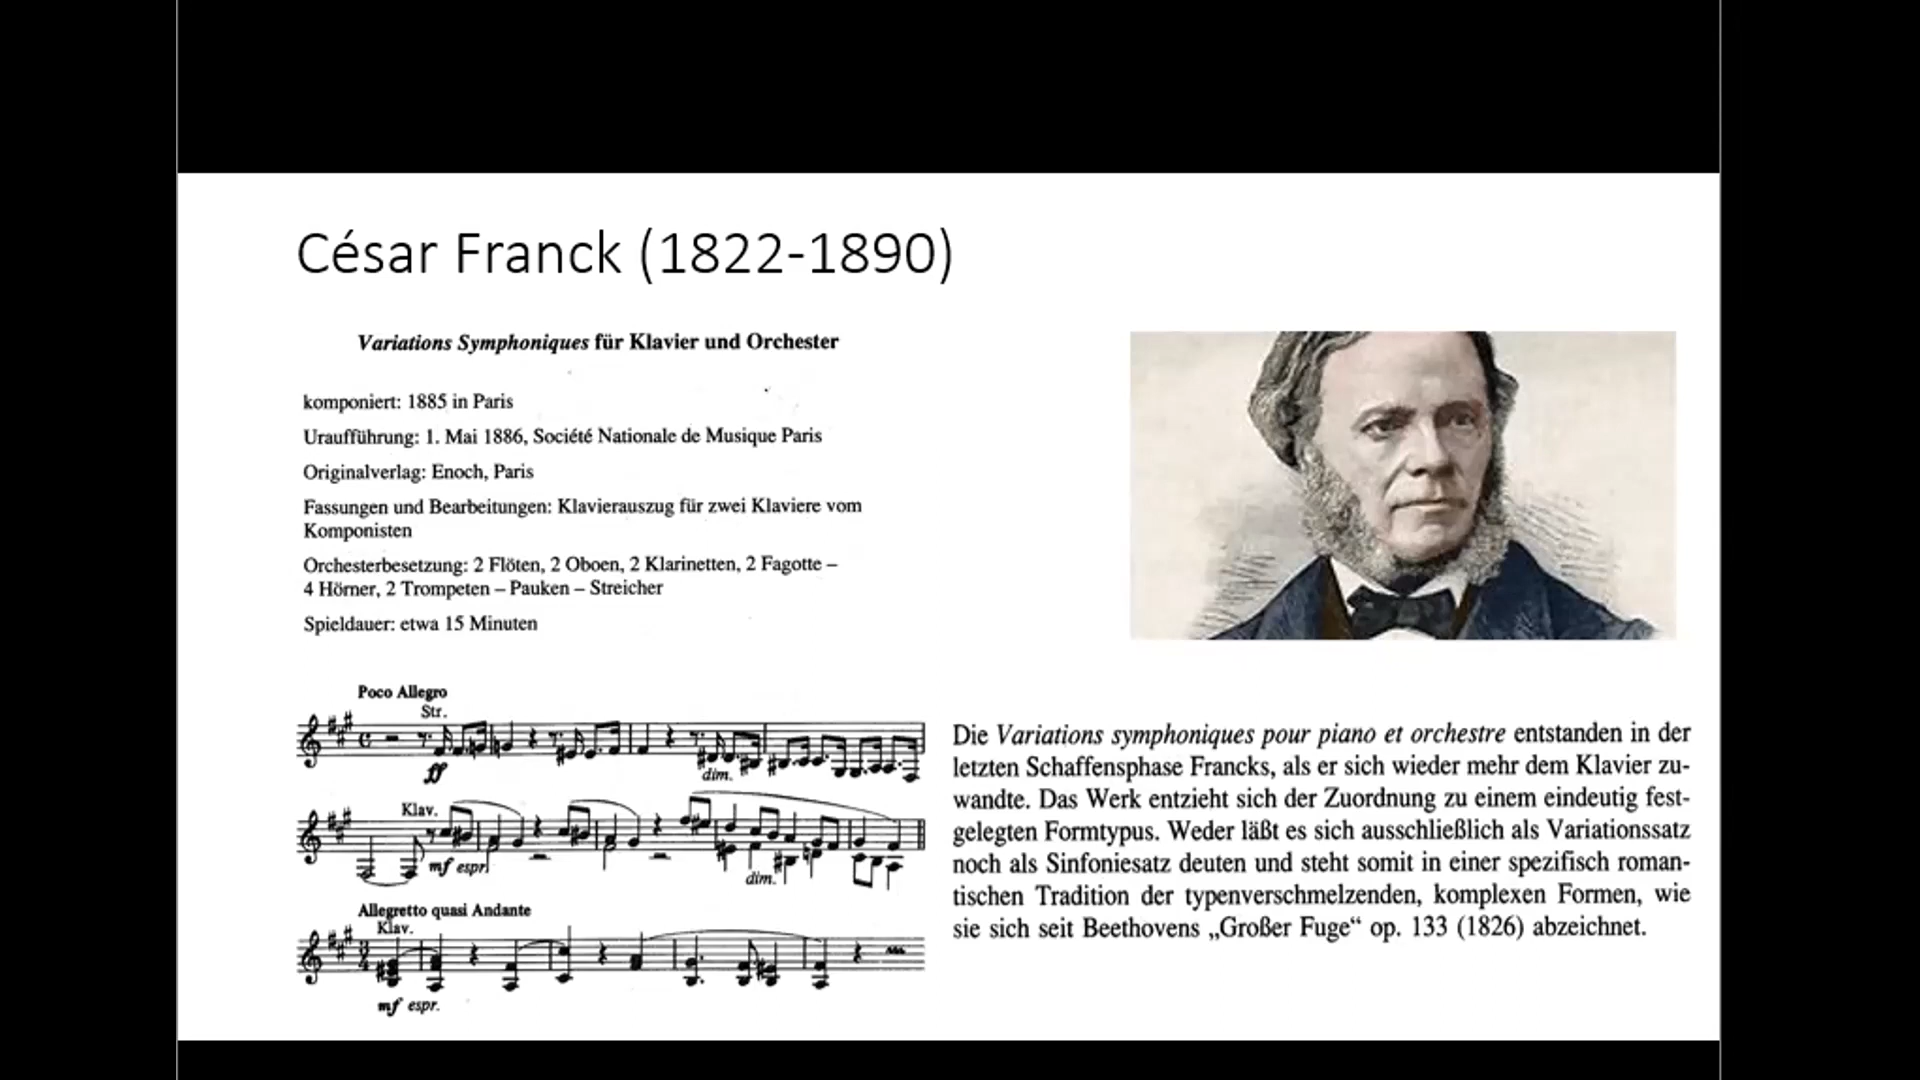 César Franck (1822-1890)
Variations Symphoniques für Klavier und Orchester
komponiert: 1885 in Paris
Uraufführung: 1. Mai 1886, Société Nationale de Musique Paris
Originalverlag: Enoch, Paris
Fassungen und Bearbeitungen: Klavierauszug für zwei Klaviere vom
Komponisten
Orchesterbesetzung: 2 Flöten, 2 Oboen, 2 Klarinetten, 2 Fagotte –
4 Hörner, 2 Trompeten – Pauken – Streicher
Spieldauer: etwa 15 Minuten
Poco Allegro
Str.
ff
dim.
Klav.
mf espr.
dim.
Allegretto quasi Andante
Klav.
3
4
mf espr.
Die Variations symphoniques pour piano et orchestre entstanden in der
letzten Schaffensphase Francks, als er sich wieder mehr dem Klavier zu-
wandte. Das Werk entzieht sich der Zuordnung zu einem eindeutig fest-
gelegten Formtypus. Weder läßt es sich ausschließlich als Variationssatz
noch als Sinfoniesatz deuten und steht somit in einer spezifisch roman-
tischen Tradition der typenverschmelzenden, komplexen Formen, wie
sie sich seit Beethovens „Großer Fuge“ op. 133 (1826) abzeichnet.